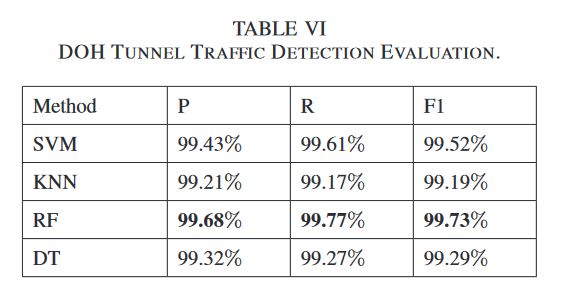 TABLE VI
DOH TUNNEL TRAFFIC DETECTION EVALUATION.
Method P R F1
SVM 99.43% 99.61% 99.52%
KNN 99.21% 99.17% 99.19%
RF 99.68% 99.77% 99.73%
DT 99.32% 99.27% 99.29%